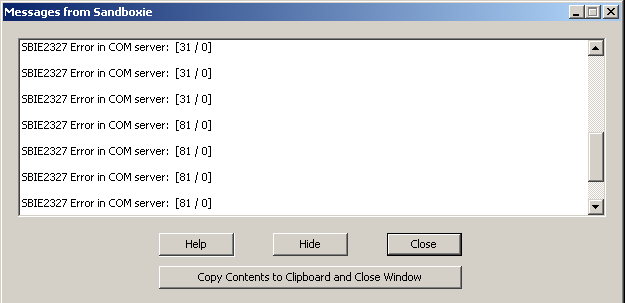 Messages from Sandboxie
SBIE2327 Error in COM server:  [31 / 0]
SBIE2327 Error in COM server:  [31 / 0]
SBIE2327 Error in COM server:  [31 / 0]
SBIE2327 Error in COM server:  [81 / 0]
SBIE2327 Error in COM server:  [81 / 0]
SBIE2327 Error in COM server:  [81 / 0]
SBIE2327 Error in COM server:  [81 / 0]
Help Hide Close
Copy Contents to Clipboard and Close Window